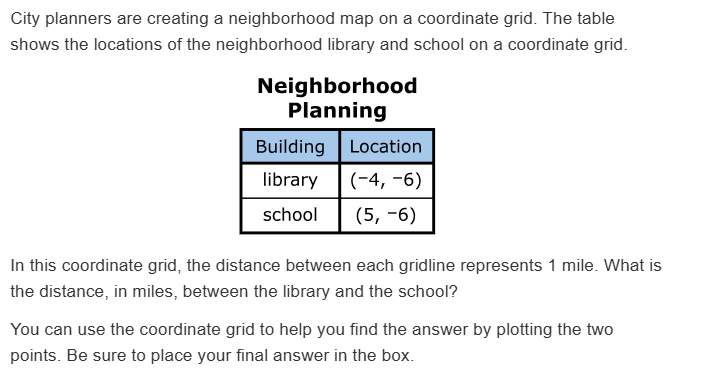 City planners are creating a neighborhood map on a coordinate grid. The table
shows the locations of the neighborhood library and school on a coordinate grid.
Neighborhood
Planning
Building Location
library (−4, −6)
school (5, −6)
In this coordinate grid, the distance between each gridline represents 1 mile. What is
the distance, in miles, between the library and the school?
You can use the coordinate grid to help you find the answer by plotting the two
points. Be sure to place your final answer in the box.